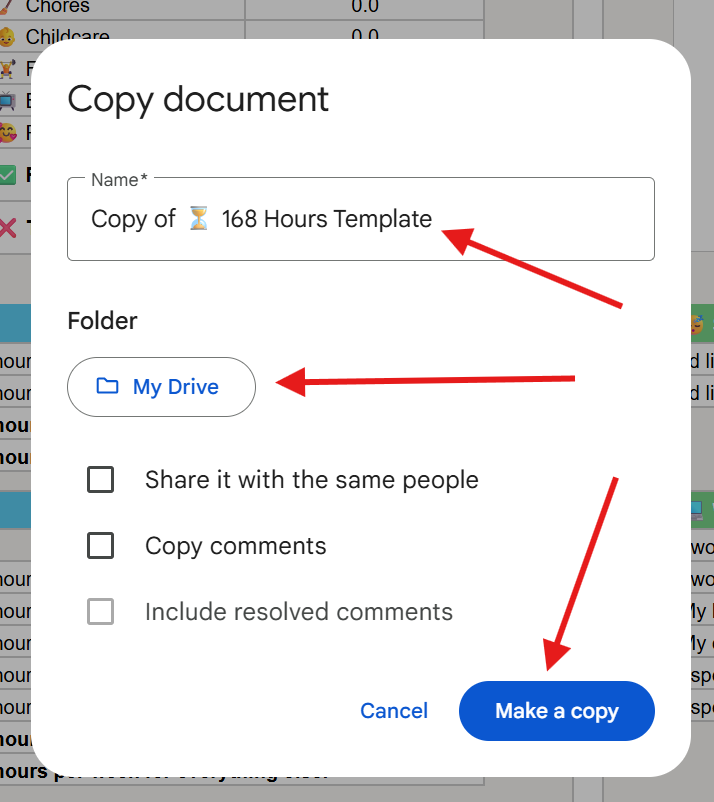 Chores 0.0
Childcare 0.0
Copy document
Name*
Copy of ⏳ 168 Hours Template
Folder
My Drive
Share it with the same people
Copy comments
Include resolved comments
Cancel Make a copy